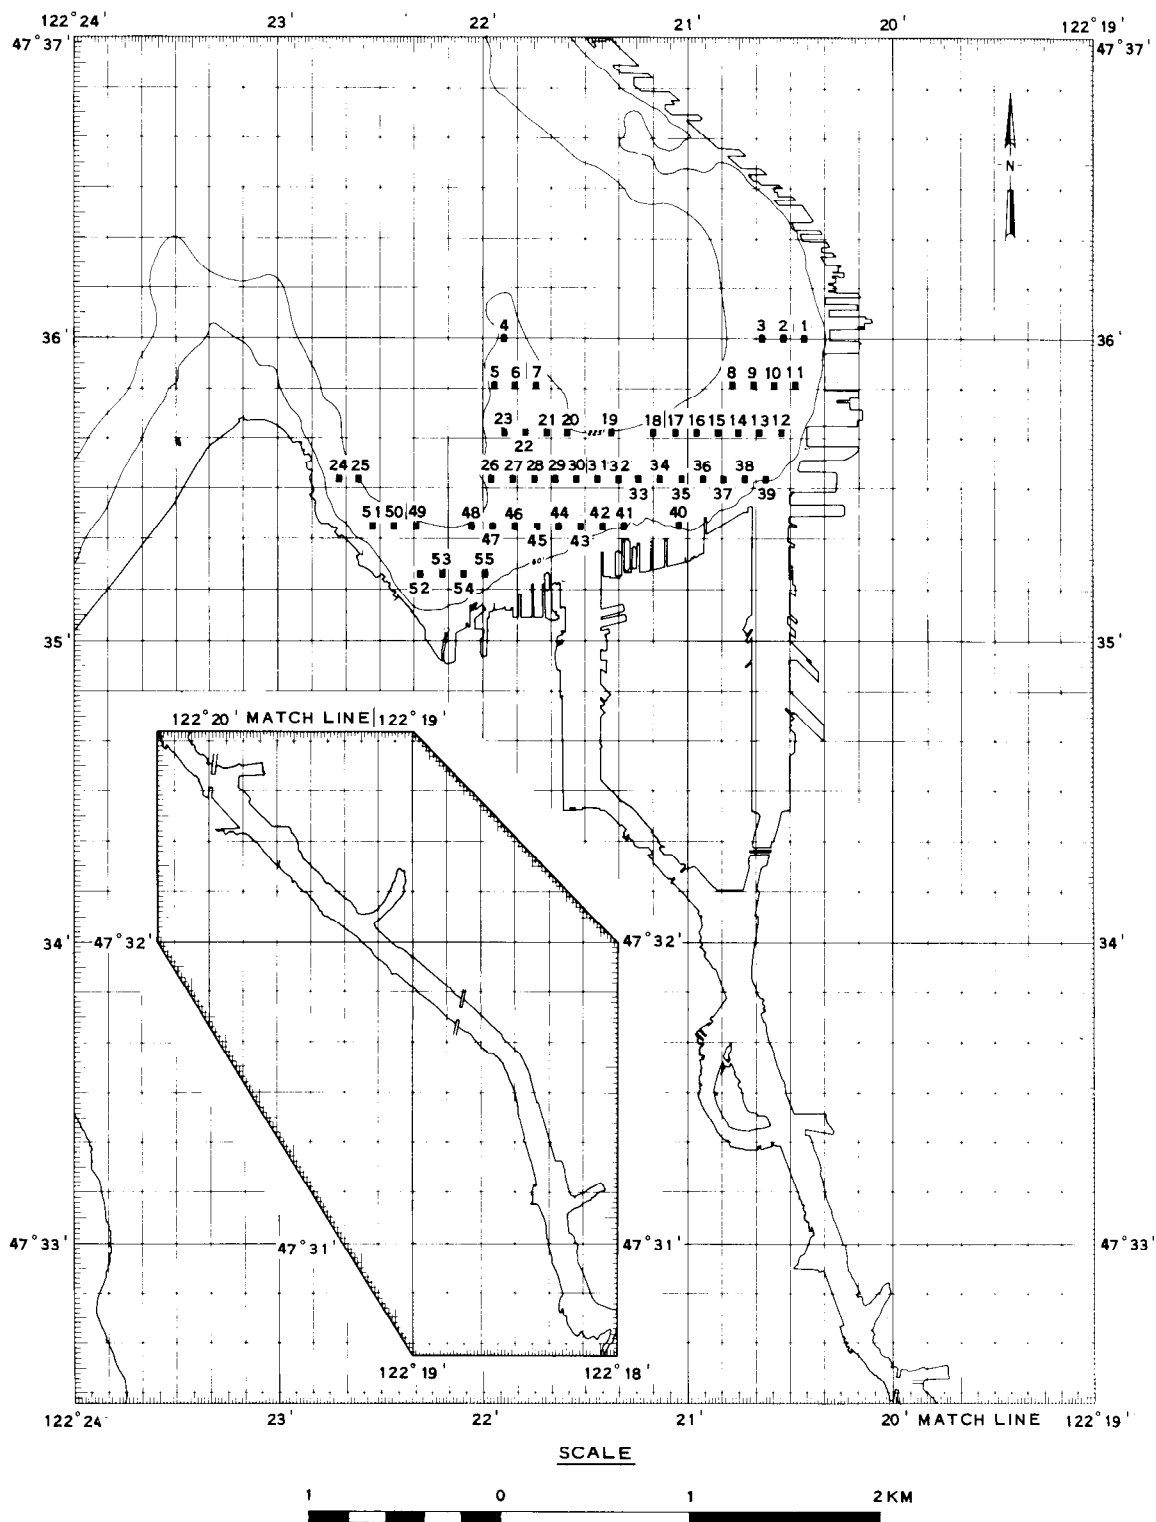 122° 24' 23' 22' 21' 20' 122° 19'
47° 37' 47° 37'
N
36' 4 3 2 1 36'
5 6 7 8 9 10 11
23 21 20 19 18 17 16 15 14 13 12
22
24 25 26 27 28 29 30 31 32 34 36 38
33 35 37 39
51 50 49 48 46 44 42 41 40
47 45 43
60'
53 55
52 54
35' 35'
122° 20' MATCH LINE 122° 19'
34' 47° 32' 47° 32' 34'
47° 33' 47° 31' 47° 31' 47° 33'
122° 19' 122° 18'
122° 24' 23' 22' 21' 20' MATCH LINE 122° 19'
SCALE
1 0 1 2 KM